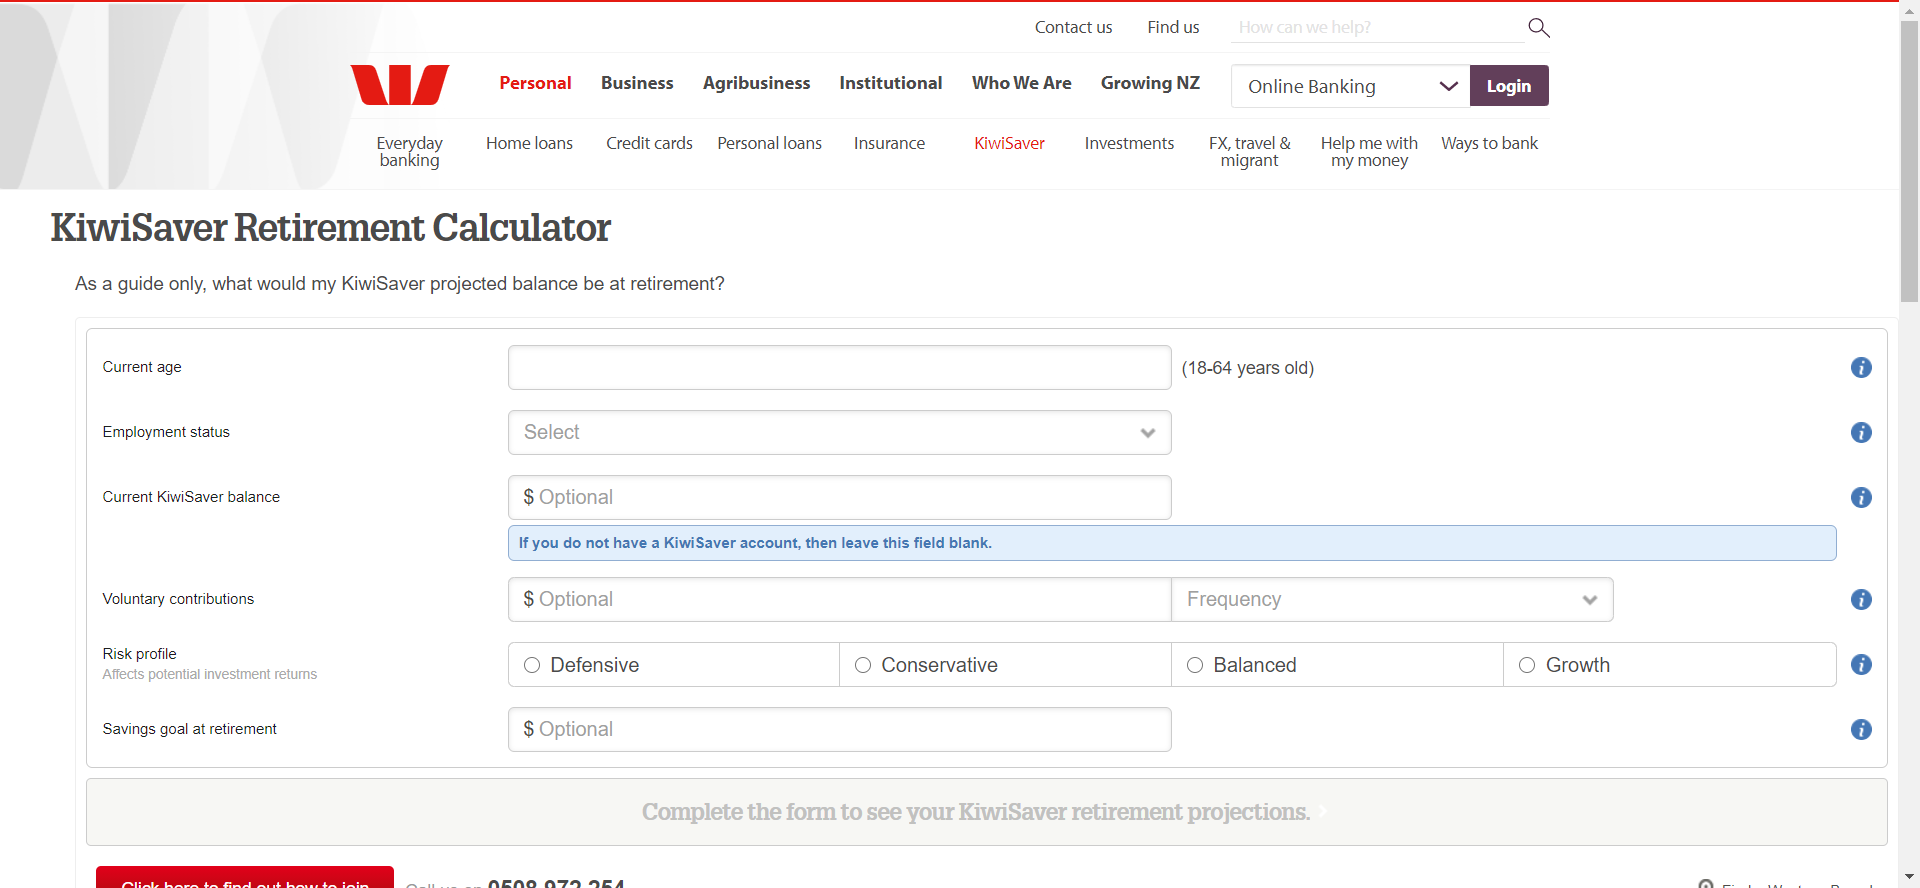 Contact us
Find us
How can we help?
Personal
Business
Agribusiness
Institutional
Who We Are
Growing NZ
Online Banking
Login
Everyday
banking
Home loans
Credit cards
Personal loans
Insurance
KiwiSaver
Investments
FX, travel &
migrant
Help me with
my money
Ways to bank
KiwiSaver Retirement Calculator
As a guide only, what would my KiwiSaver projected balance be at retirement?
Current age
(18-64 years old)
Employment status
Select
Current KiwiSaver balance
$ Optional
If you do not have a KiwiSaver account, then leave this field blank.
Voluntary contributions
$ Optional
Frequency
Risk profile
Affects potential investment returns
Defensive
Conservative
Balanced
Growth
Savings goal at retirement
$ Optional
Complete the form to see your KiwiSaver retirement projections.
Click here to find out how to join
Call us on 0508 972 254